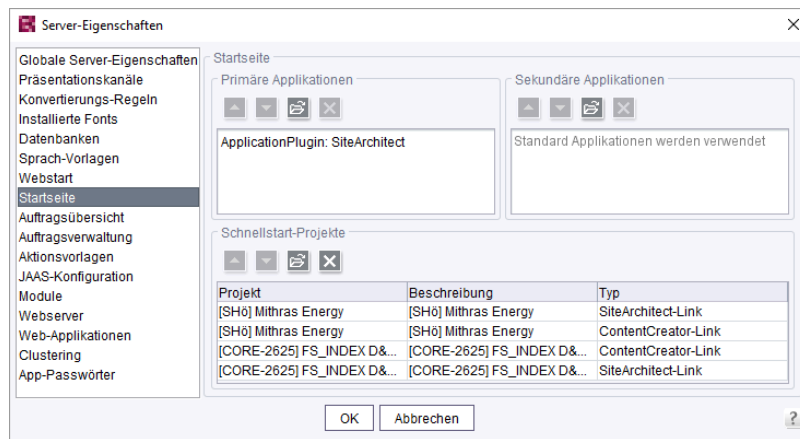 Server-Eigenschaften
Globale Server-Eigenschaften
Präsentationskanäle
Konvertierungs-Regeln
Installierte Fonts
Datenbanken
Sprach-Vorlagen
Webstart
Startseite
Auftragsübersicht
Auftragsverwaltung
Aktionsvorlagen
JAAS-Konfiguration
Module
Webserver
Web-Applikationen
Clustering
App-Passwörter
Startseite
Primäre Applikationen
ApplicationPlugin: SiteArchitect
Sekundäre Applikationen
Standard Applikationen werden verwendet
Schnellstart-Projekte
Projekt Beschreibung Typ
[SHö] Mithras Energy [SHö] Mithras Energy SiteArchitect-Link
[SHö] Mithras Energy [SHö] Mithras Energy ContentCreator-Link
[CORE-2625] FS_INDEX D&... [CORE-2625] FS_INDEX D&... ContentCreator-Link
[CORE-2625] FS_INDEX D&... [CORE-2625] FS_INDEX D&... SiteArchitect-Link
OK Abbrechen
?